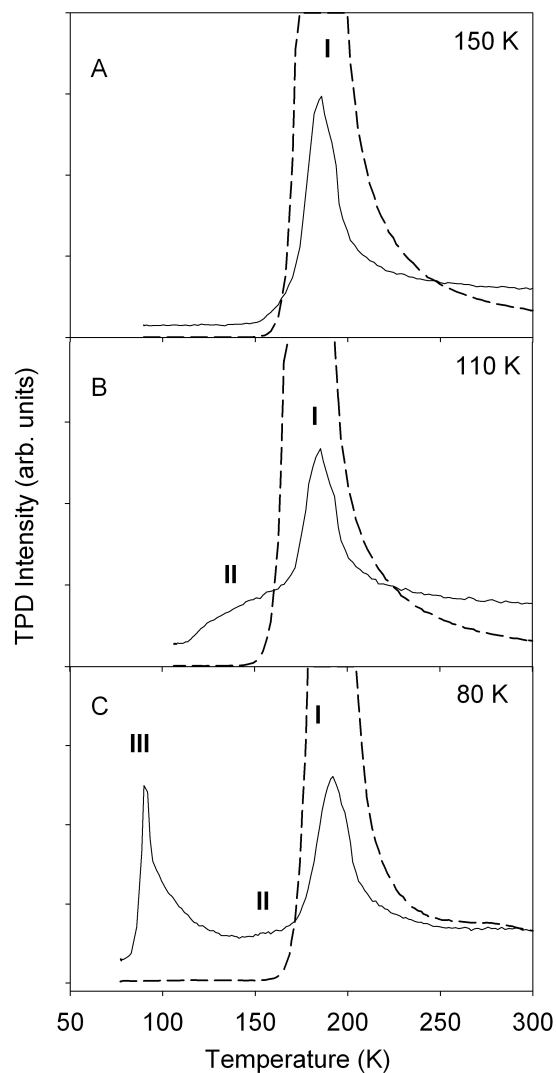 150 K
A
I
110 K
B
I
II
80 K
C
I
III
II
TPD Intensity (arb. units)
50 100 150 200 250 300
Temperature (K)